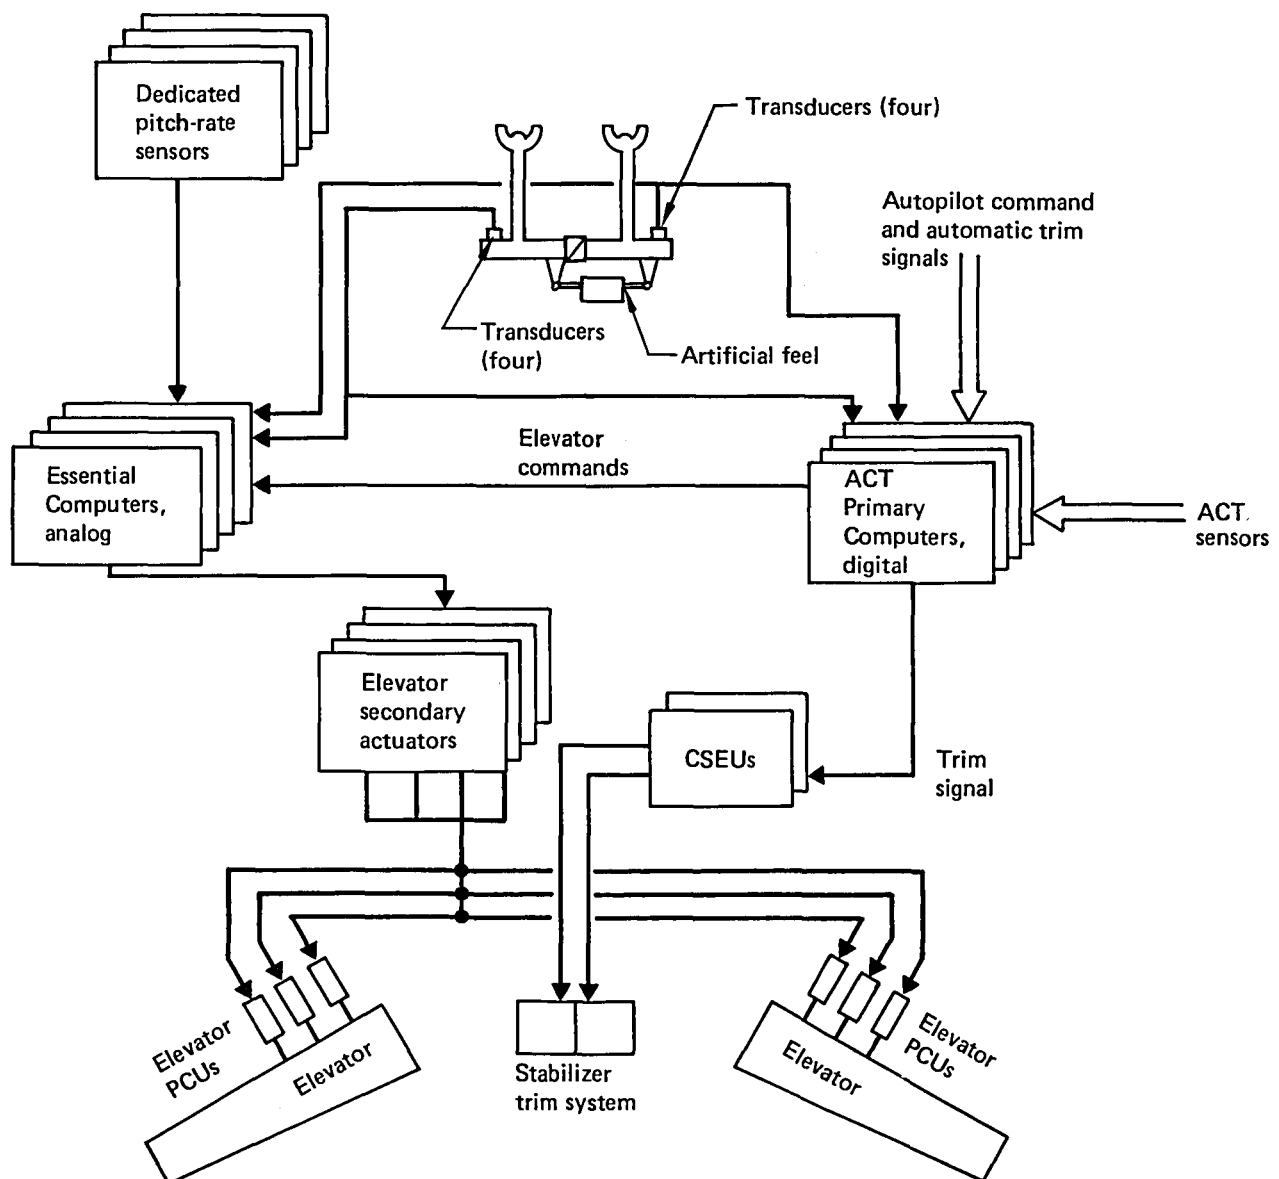 Dedicated
pitch-rate
sensors
Transducers (four)
Autopilot command
and automatic trim
signals
Transducers
(four)
Artificial feel
Elevator
commands
Essential
Computers,
analog
ACT
Primary
Computers,
digital
ACT
sensors
Elevator
secondary
actuators
CSEUs
Trim
signal
Elevator
PCUs
Elevator
Stabilizer
trim system
Elevator
Elevator
PCUs